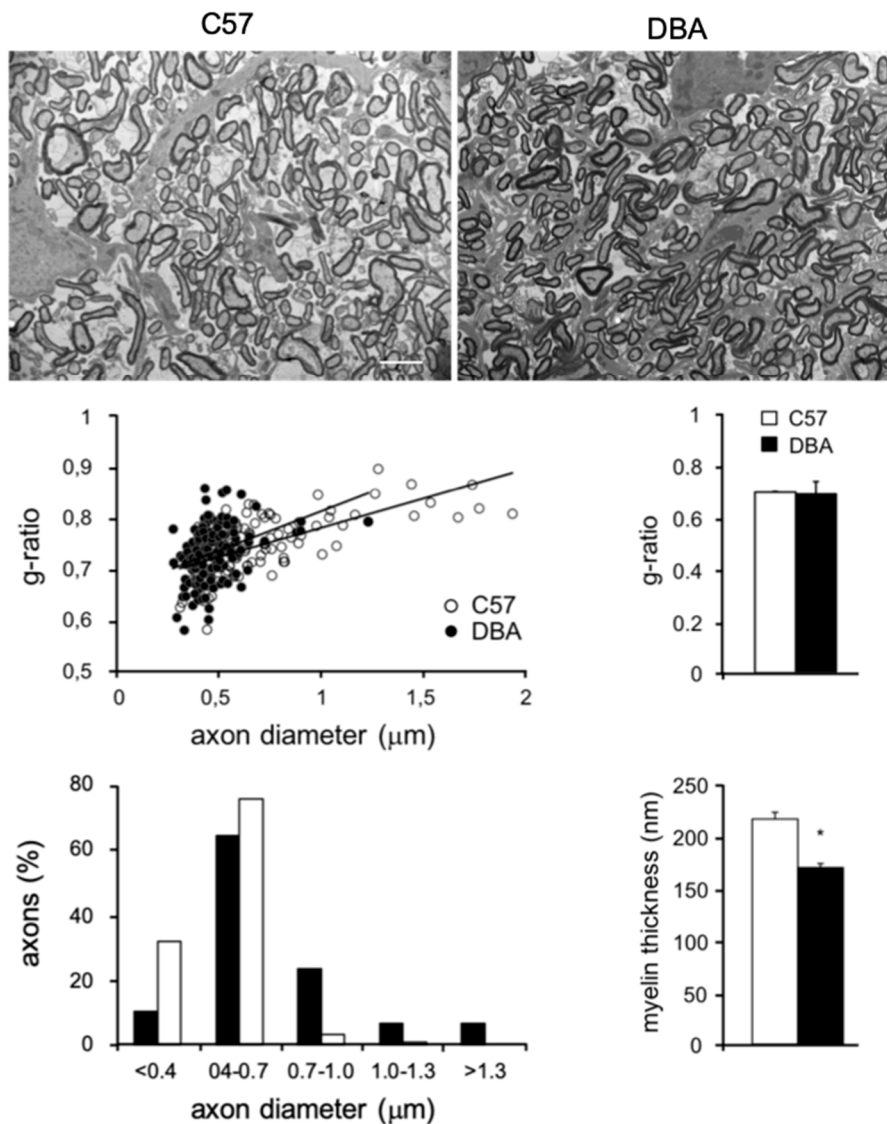 C57 DBA
1
0,9
0,8
0,7
0,6
0,5
g-ratio
0 0,5 1 1,5 2
axon diameter (µm)
C57
DBA
1
0.8
0.6
0.4
0.2
0
g-ratio
C57
DBA
80
60
40
20
0
axons (%)
<0.4 04-0.7 0.7-1.0 1.0-1.3 >1.3
axon diameter (µm)
250
200
150
100
50
0
myelin thickness (nm)
*